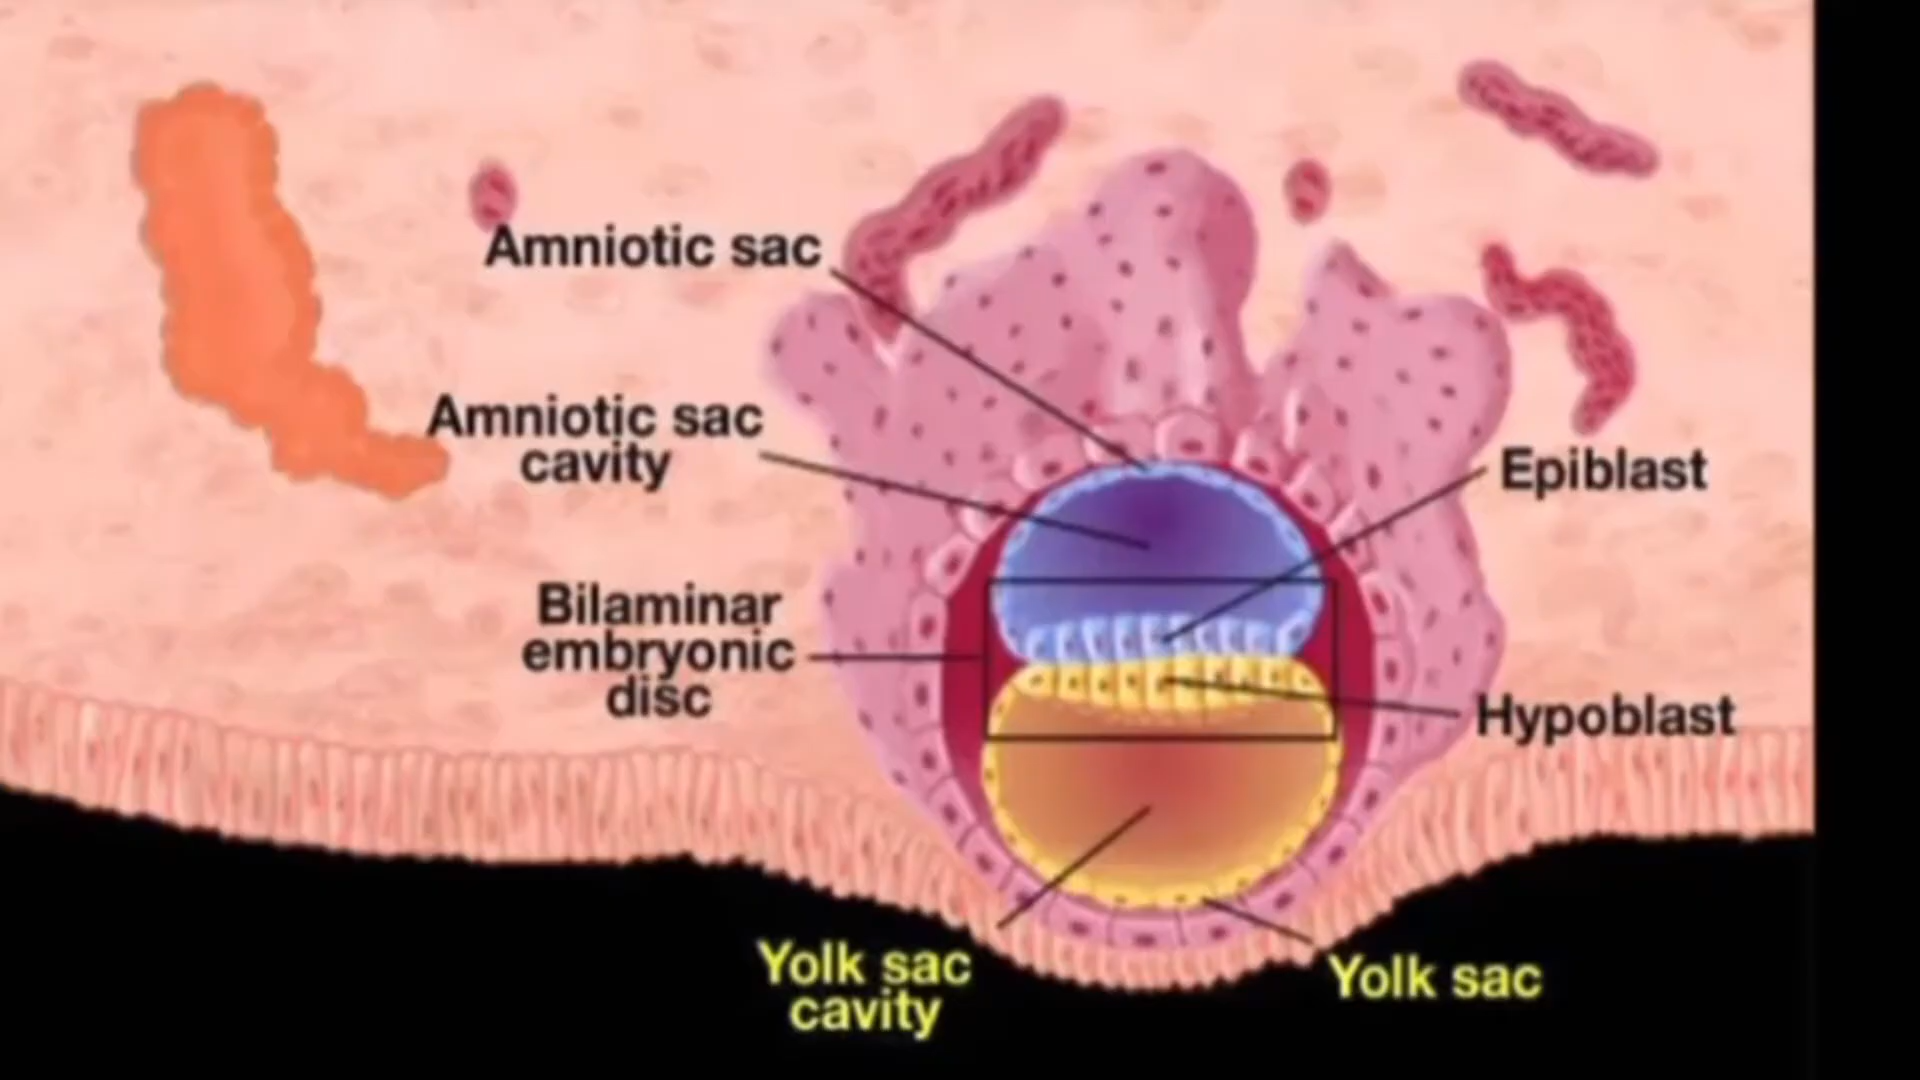 Amniotic sac
Amniotic sac
cavity
Epiblast
Bilaminar
embryonic
disc
Hypoblast
Yolk sac
cavity
Yolk sac